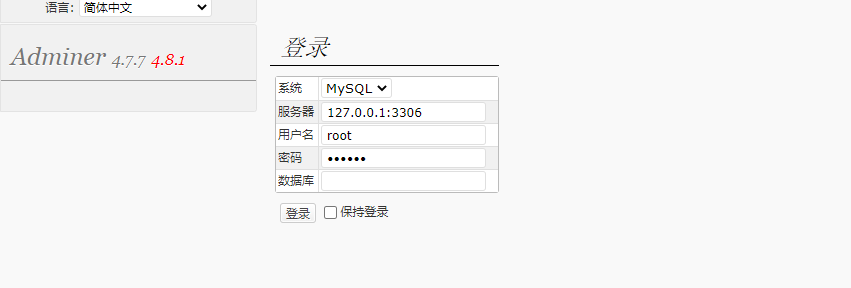 语言: 简体中文
Adminer 4.7.7 4.8.1
登录
系统 MySQL
服务器 127.0.0.1:3306
用户名 root
密码 ••••••
数据库
登录 保持登录